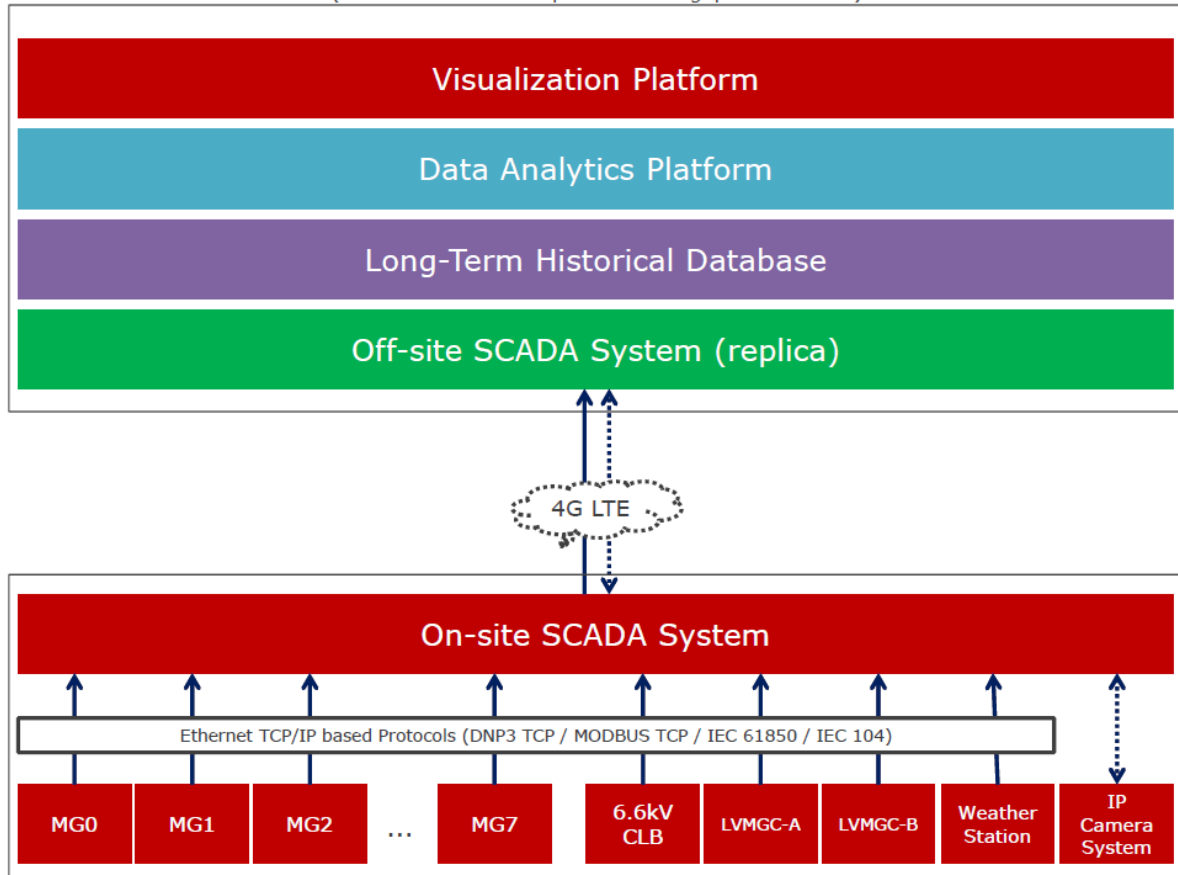 Visualization Platform
Data Analytics Platform
Long-Term Historical Database
Off-site SCADA System (replica)
4G LTE
On-site SCADA System
Ethernet TCP/IP based Protocols (DNP3 TCP / MODBUS TCP / IEC 61850 / IEC 104)
MG0
MG1
MG2
...
MG7
6.6kV
CLB
LVMGC-A
LVMGC-B
Weather
Station
IP
Camera
System